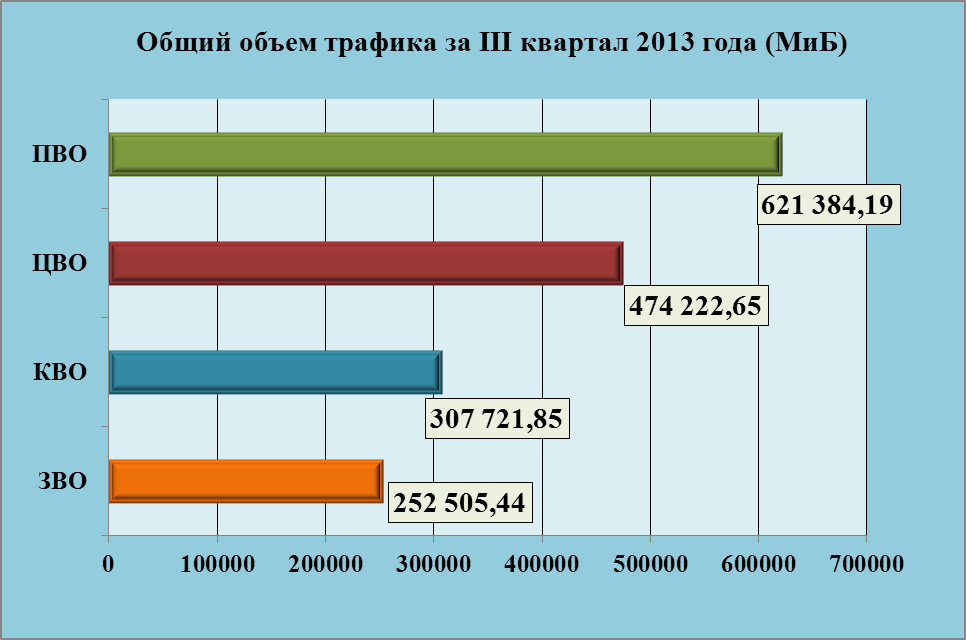 Общий объем трафика за III квартал 2013 года (МиБ)
ПВО
621 384,19
ЦВО
474 222,65
КВО
307 721,85
ЗВО
252 505,44
0 100000 200000 300000 400000 500000 600000 700000